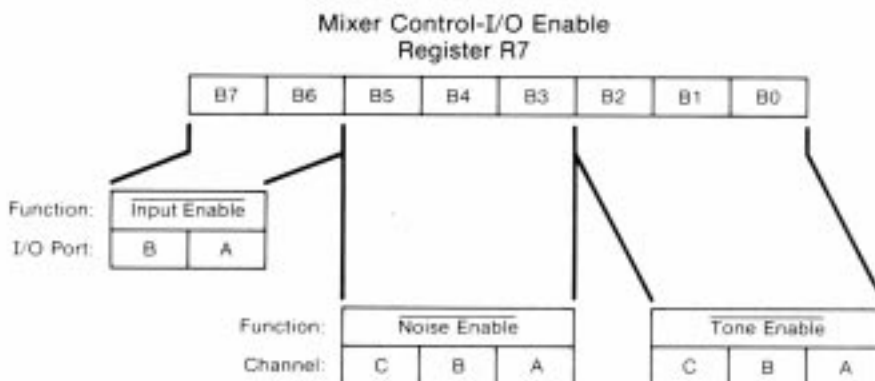 Mixer Control-I/O Enable
Register R7
B7 B6 B5 B4 B3 B2 B1 B0
Function: Input Enable
I/O Port: B A
Function: Noise Enable Tone Enable
Channel: C B A C B A